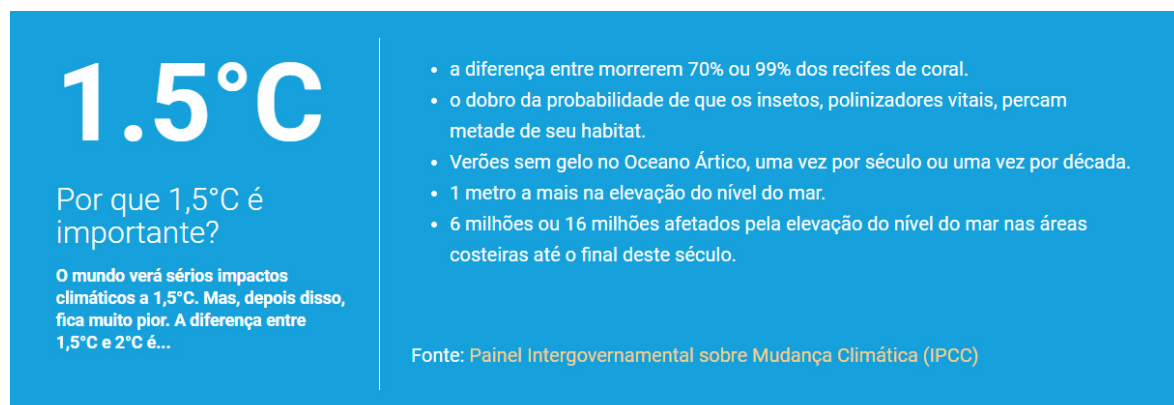 1.5°C
Por que 1,5°C é
importante?
O mundo verá sérios impactos
climáticos a 1,5°C. Mas, depois disso,
fica muito pior. A diferença entre
1,5°C e 2°C é...
• a diferença entre morrerem 70% ou 99% dos recifes de coral.
• o dobro da probabilidade de que os insetos, polinizadores vitais, percam
metade de seu habitat.
• Verões sem gelo no Oceano Ártico, uma vez por século ou uma vez por década.
• 1 metro a mais na elevação do nível do mar.
• 6 milhões ou 16 milhões afetados pela elevação do nível do mar nas áreas
costeiras até o final deste século.
Fonte: Painel Intergovernamental sobre Mudança Climática (IPCC)